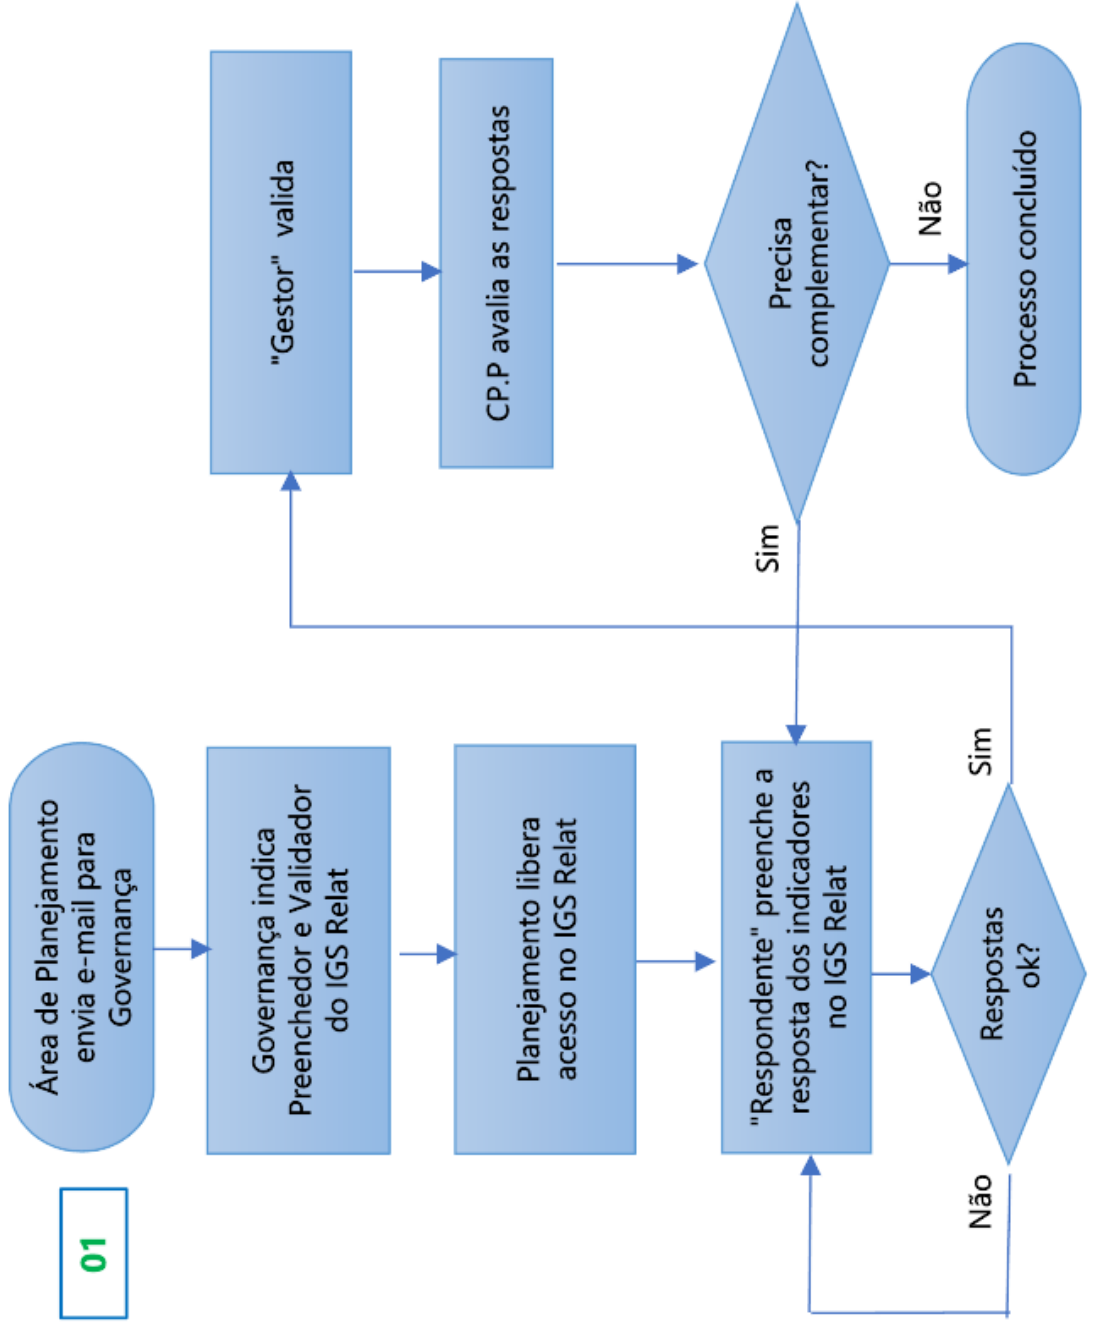 01
Área de Planejamento
envia e-mail para
Governança
Governança indica
Preenchedor e Validador
do IGS Relat
Planejamento libera
acesso no IGS Relat
"Respondente" preenche a
resposta dos indicadores
no IGS Relat
Respostas
ok?
Não
Sim
"Gestor" valida
CP.P avalia as respostas
Precisa
complementar?
Sim
Não
Processo concluído